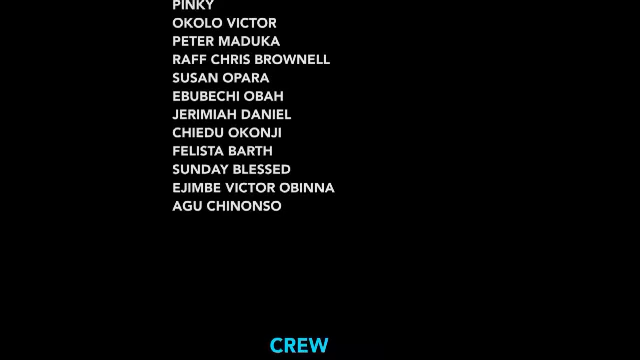 PINKY
OKOLO VICTOR
PETER MADUKA
RAFF CHRIS BROWNELL
SUSAN OPARA
EBUBECHI OBAH
JERIMIAH DANIEL
CHIEDU OKONJI
FELISTA BARTH
SUNDAY BLESSED
EJIMBE VICTOR OBINNA
AGU CHINONSO
CREW